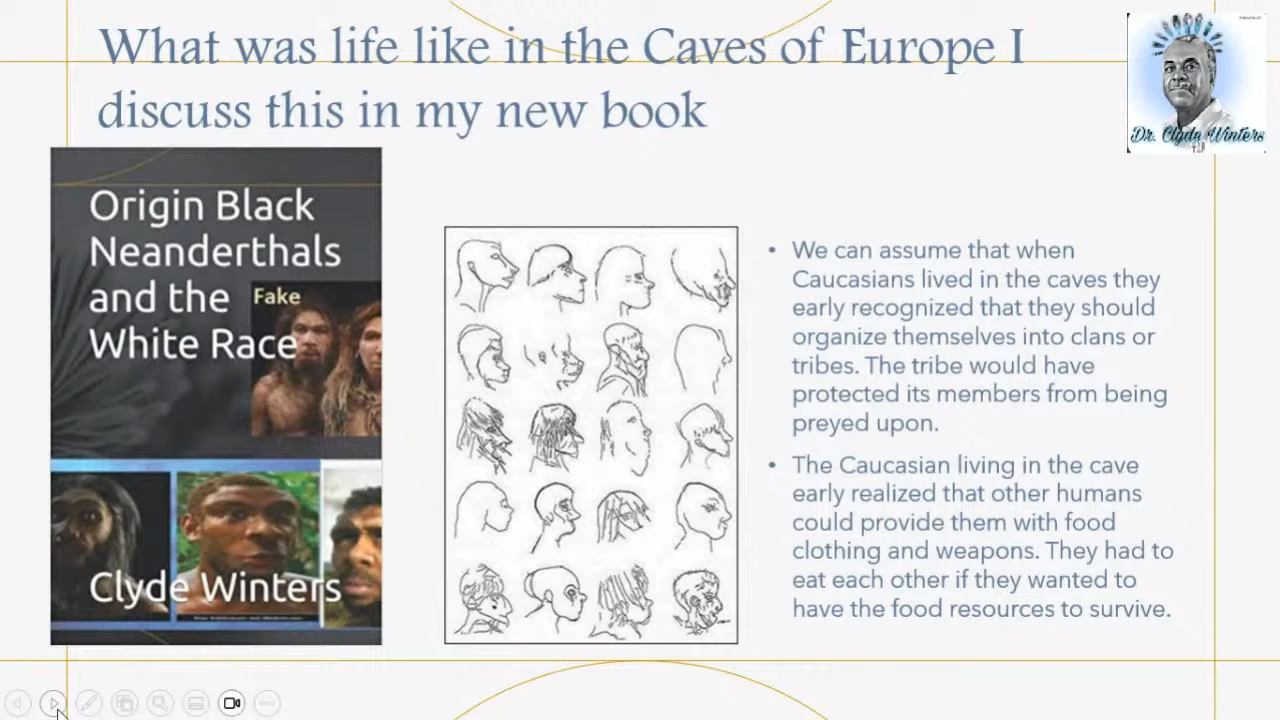 What was life like in the Caves of Europe I
discuss this in my new book
Dr. Clyde Winters
Origin Black
Neanderthals
and the
Fake
White Race
Clyde Winters
• We can assume that when
Caucasians lived in the caves they
early recognized that they should
organize themselves into clans or
tribes. The tribe would have
protected its members from being
preyed upon.
• The Caucasian living in the cave
early realized that other humans
could provide them with food
clothing and weapons. They had to
eat each other if they wanted to
have the food resources to survive.